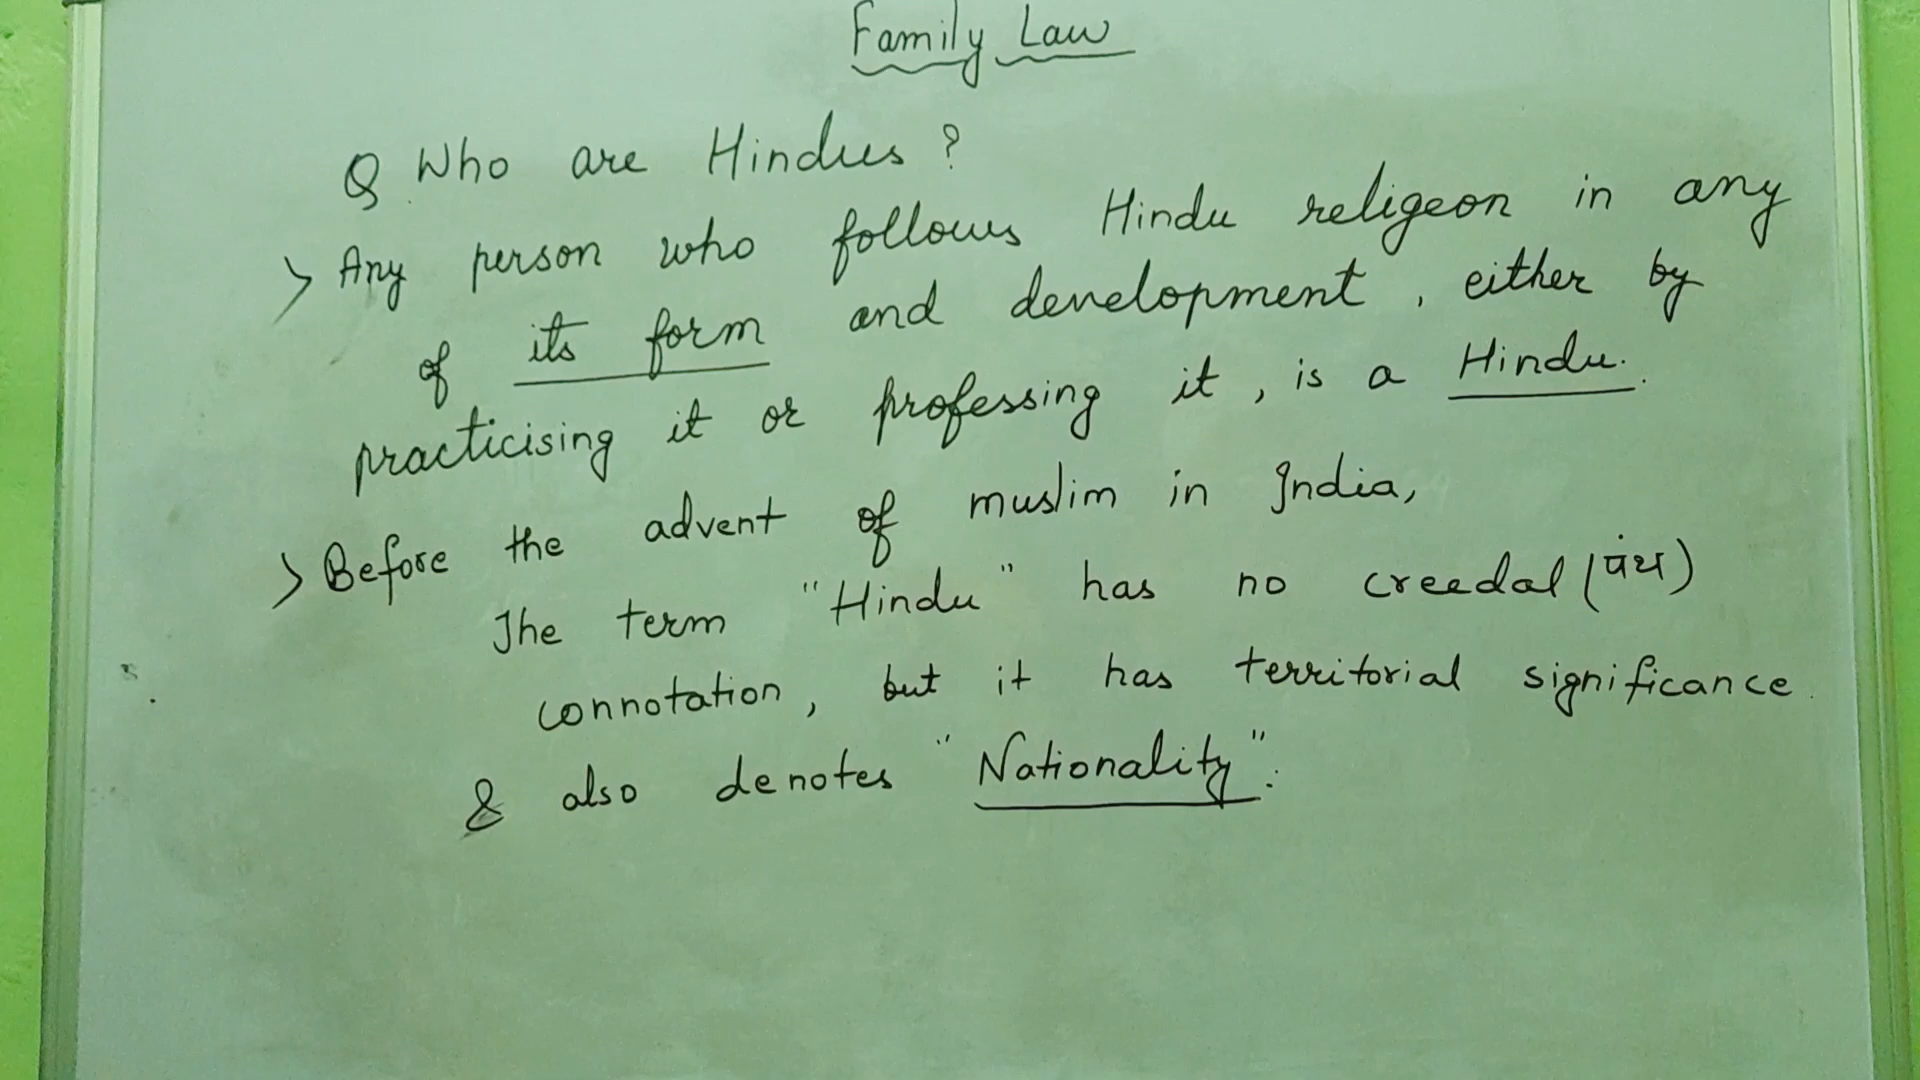 Family Law
Q Who are Hindus ?
> Any person who follows Hindu religeon in any
of its form and development, either by
practicising it or professing it, is a Hindu.
> Before the advent of muslim in India,
The term "Hindu" has no creedal (पंथ)
connotation, but it has territorial significance.
& also denotes "Nationality".